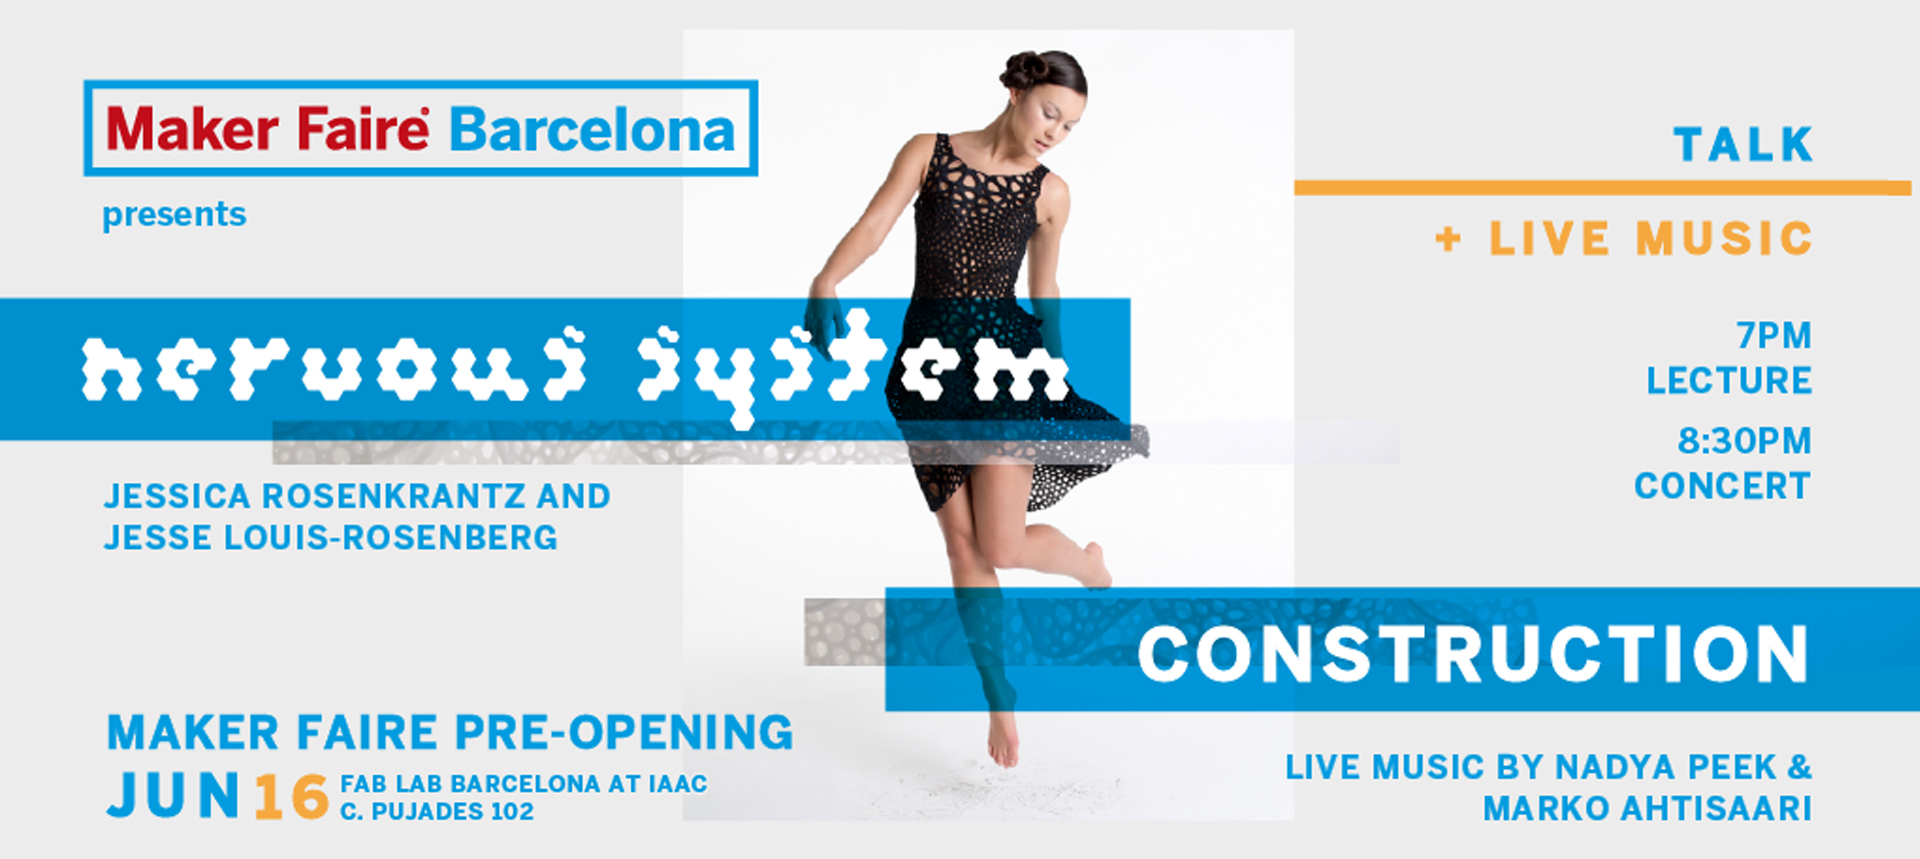 Maker Faire Barcelona
presents
nervous system
JESSICA ROSENKRANTZ AND
JESSE LOUIS-ROSENBERG
MAKER FAIRE PRE-OPENING
JUN 16
FAB LAB BARCELONA AT IAAC
C. PUJADES 102
TALK
+ LIVE MUSIC
7PM
LECTURE
8:30PM
CONCERT
CONSTRUCTION
LIVE MUSIC BY NADYA PEEK &
MARKO AHTISAARI